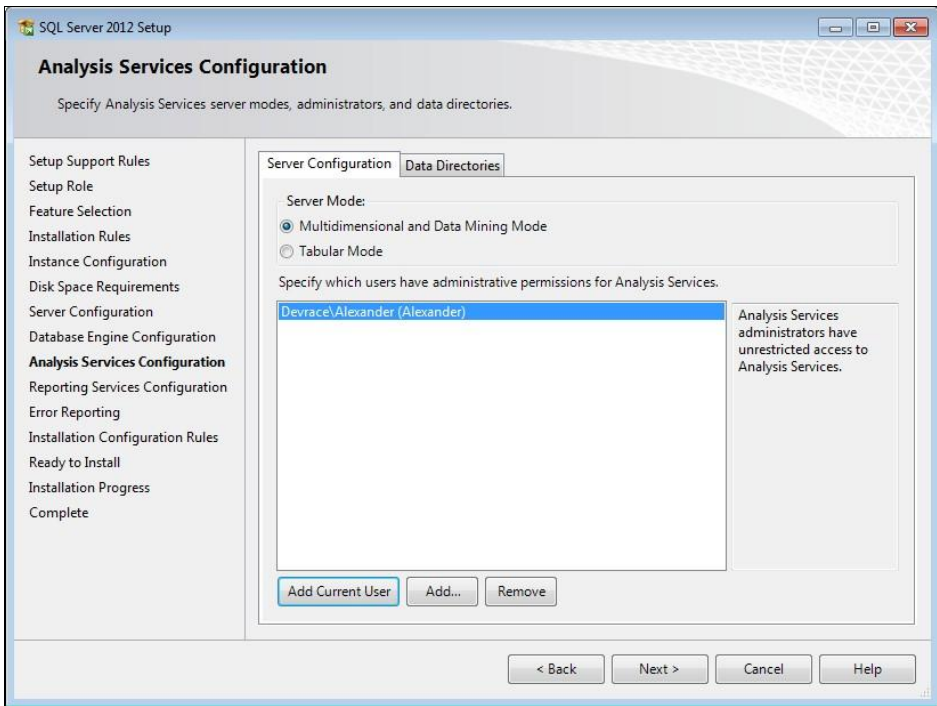 SQL Server 2012 Setup
Analysis Services Configuration
Specify Analysis Services server modes, administrators, and data directories.
Setup Support Rules
Setup Role
Feature Selection
Installation Rules
Instance Configuration
Disk Space Requirements
Server Configuration
Database Engine Configuration
Analysis Services Configuration
Reporting Services Configuration
Error Reporting
Installation Configuration Rules
Ready to Install
Installation Progress
Complete
Server Configuration Data Directories
Server Mode:
Multidimensional and Data Mining Mode
Tabular Mode
Specify which users have administrative permissions for Analysis Services.
Devrace\Alexander (Alexander)
Analysis Services
administrators have
unrestricted access to
Analysis Services.
Add Current User Add... Remove
< Back Next > Cancel Help